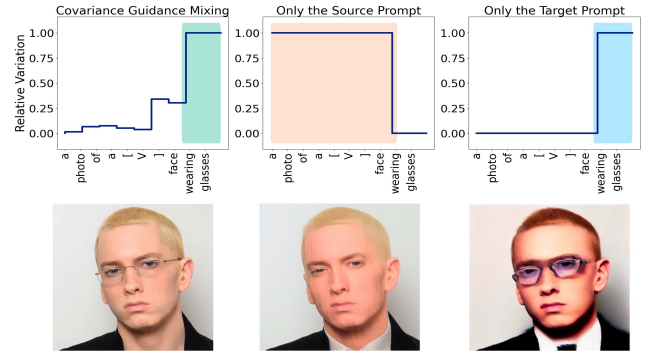 Covariance Guidance Mixing
Only the Source Prompt
Only the Target Prompt
Relative Variation
1.00
0.75
0.50
0.25
0.00
a
photo
of
a
[
V
]
face
wearing
glasses
1.00
0.75
0.50
0.25
0.00
a
photo
of
a
[
V
]
face
wearing
glasses
1.00
0.75
0.50
0.25
0.00
a
photo
of
a
[
V
]
face
wearing
glasses